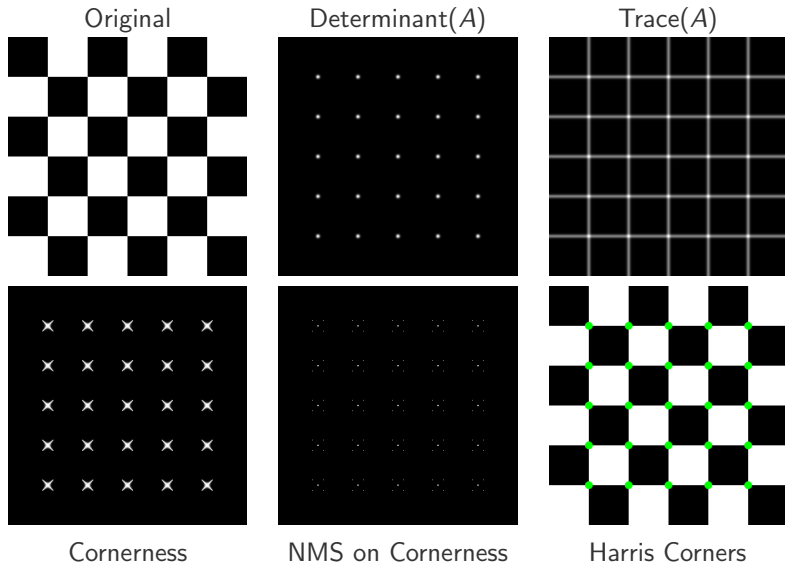 Original
Determinant(A)
Trace(A)
Cornerness
NMS on Cornerness
Harris Corners